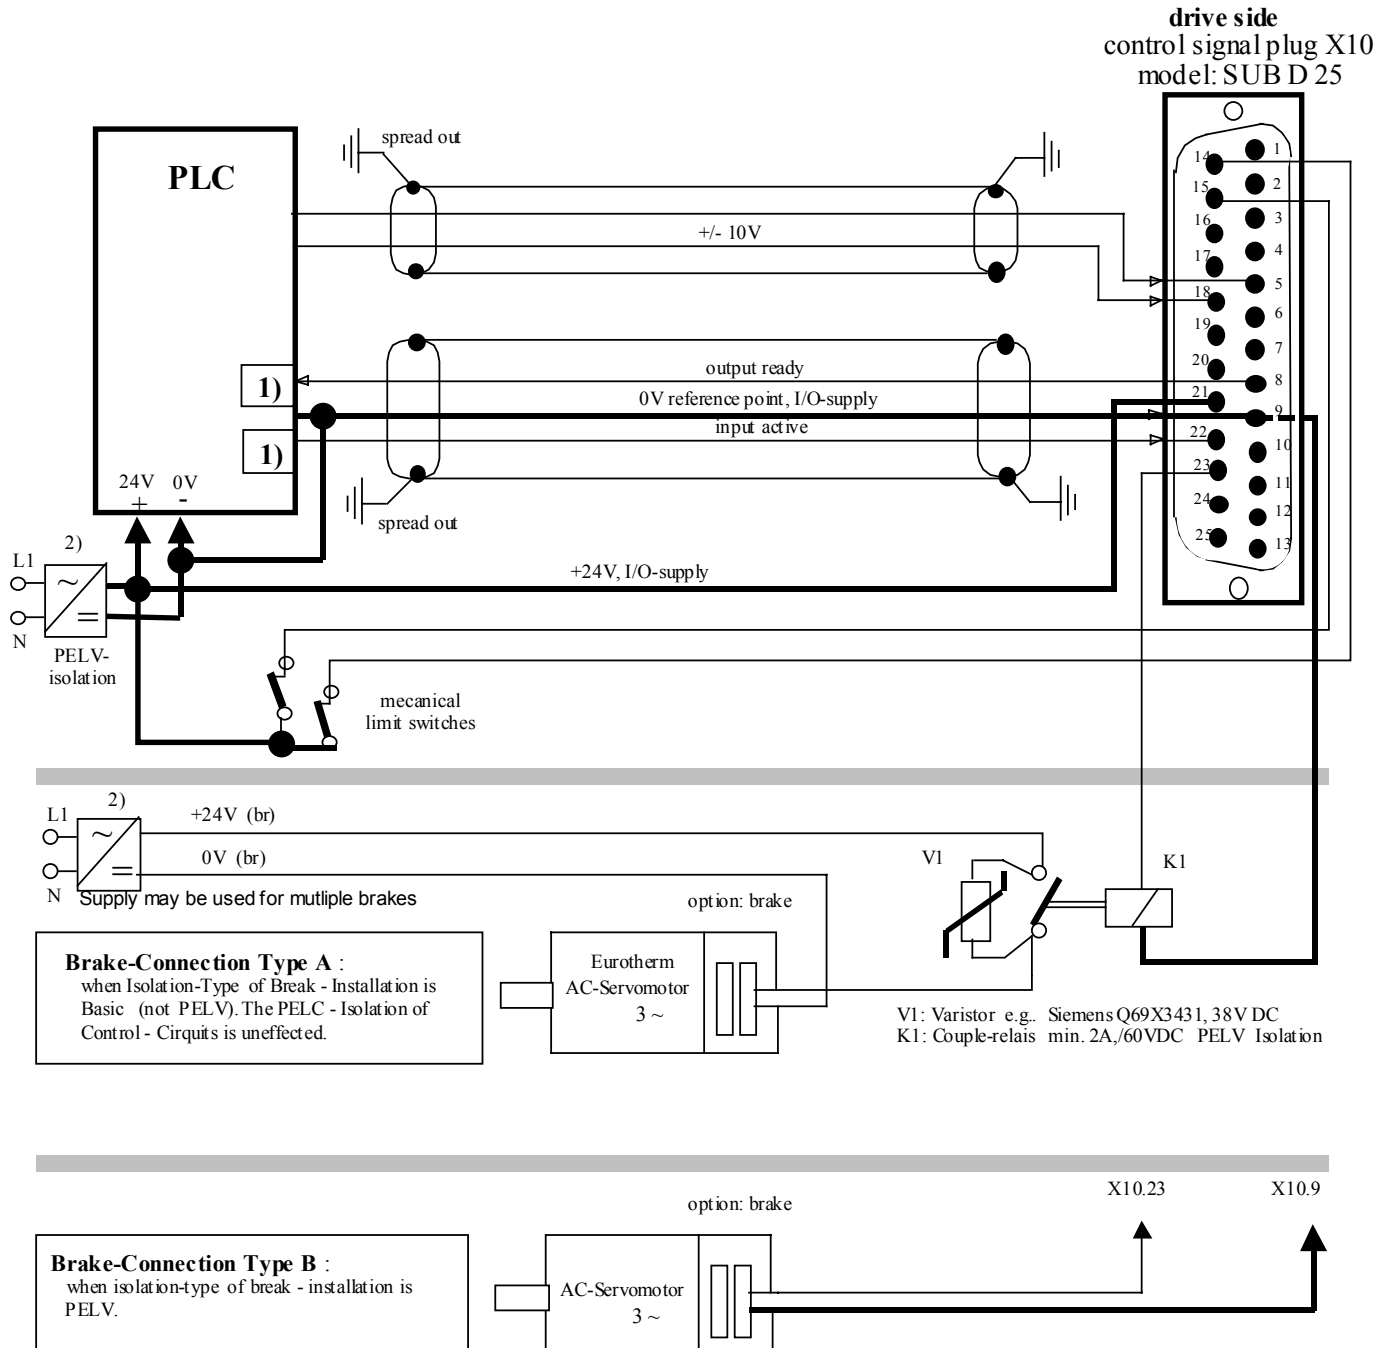 drive side
control signal plug X10
model: SUB D 25
PLC
spread out
+/- 10V
output ready
0V reference point, I/O-supply
input active
1)
1)
24V 0V
+ -
spread out
14
15
16
17
18
19
20
21
22
23
24
25
1
2
3
4
5
6
7
8
9
10
11
12
13
2)
L1
N
PELV-
isolation
+24V, I/O-supply
mecanical
limit switches
2)
L1
N
+24V (br)
0V (br)
Supply may be used for mutliple brakes
V1
K1
option: brake
Brake-Connection Type A :
when Isolation-Type of Break - Installation is
Basic (not PELV). The PELC - Isolation of
Control - Cirquits is uneffected.
Eurotherm
AC-Servomotor
3 ~
V1: Varistor e.g.. Siemens Q69X3431, 38V DC
K1: Couple-relais min. 2A,/60VDC PELV Isolation
X10.23
X10.9
option: brake
Brake-Connection Type B :
when isolation-type of break - installation is
PELV.
AC-Servomotor
3 ~